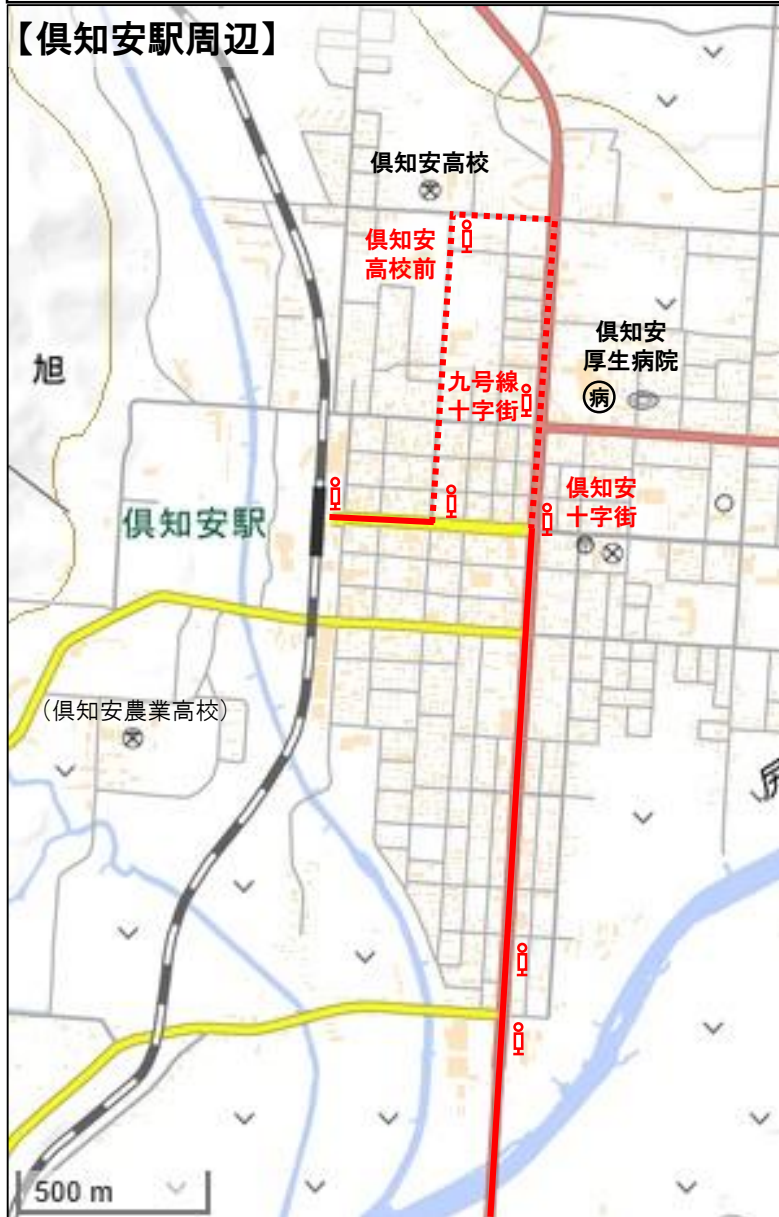 【倶知安駅周辺】
倶知安高校
倶知安
高校前
倶知安
厚生病院
病
旭
九号線
十字街
倶知安
十字街
倶知安駅
(倶知安農業高校)
500 m